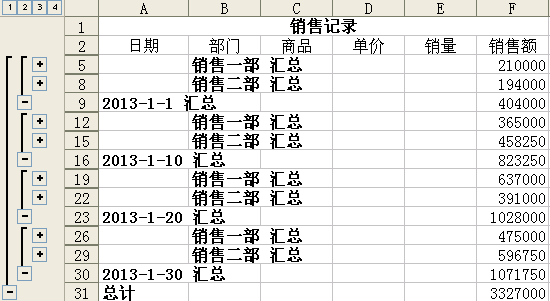 1 2 3 4 A B C D E F
1 销售记录
2 日期 部门 商品 单价 销量 销售额
+ 5 销售一部 汇总 210000
+ 8 销售二部 汇总 194000
- 9 2013-1-1 汇总 404000
+ 12 销售一部 汇总 365000
+ 15 销售二部 汇总 458250
- 16 2013-1-10 汇总 823250
+ 19 销售一部 汇总 637000
+ 22 销售二部 汇总 391000
- 23 2013-1-20 汇总 1028000
+ 26 销售一部 汇总 475000
+ 29 销售二部 汇总 596750
- 30 2013-1-30 汇总 1071750
- 31 总计 3327000